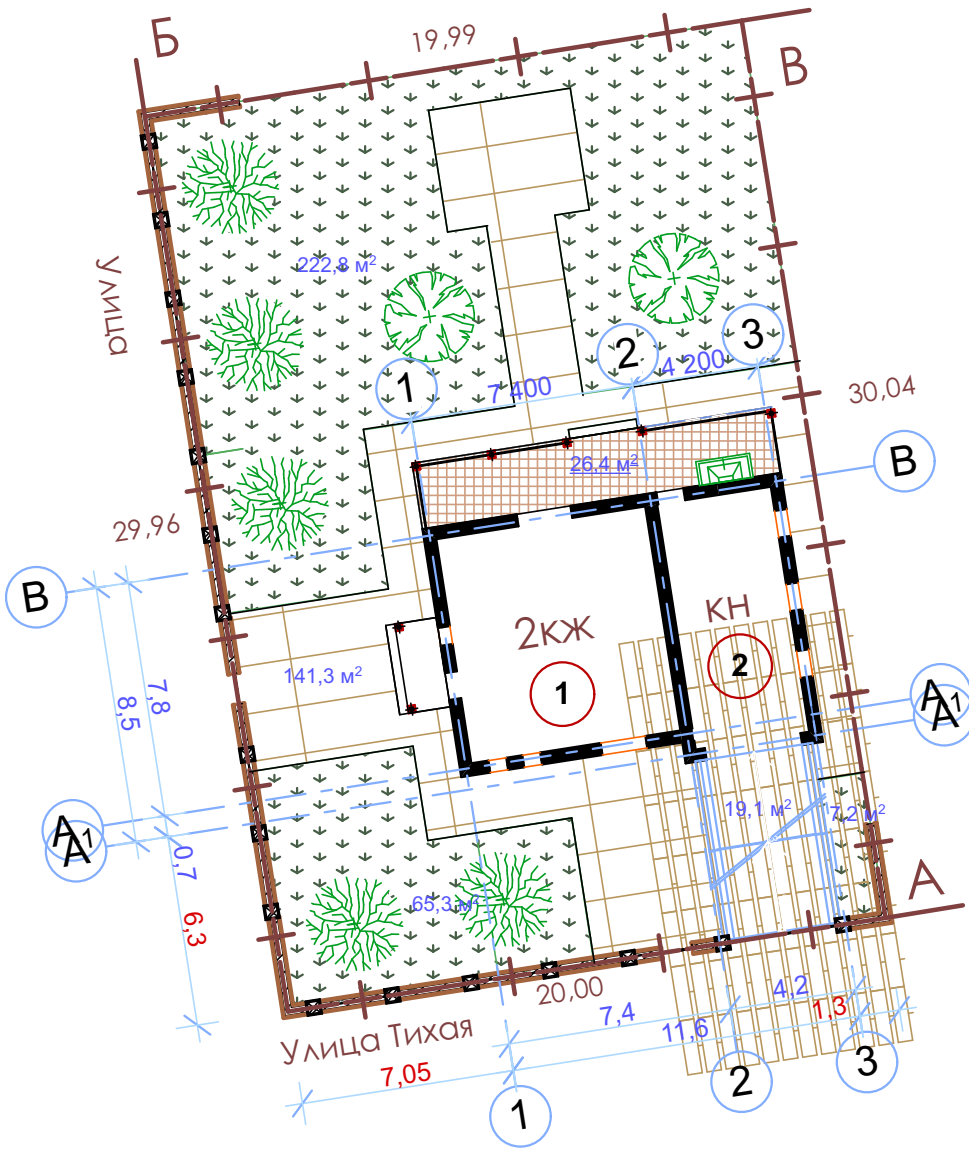 Б
19,99
В
улица
222,8 м²
3
2
1
7 400
4 200
30,04
26,4 м²
В
29,96
В
2кж
кн
1
2
141,3 м²
7,8
8,5
А
А1
19,1 м²
7,2 м²
А1
А
0,7
6,3
65,3 м²
А
20,00
4,2
7,4
11,6
1,3
Улица Тихая
7,05
1
2
3